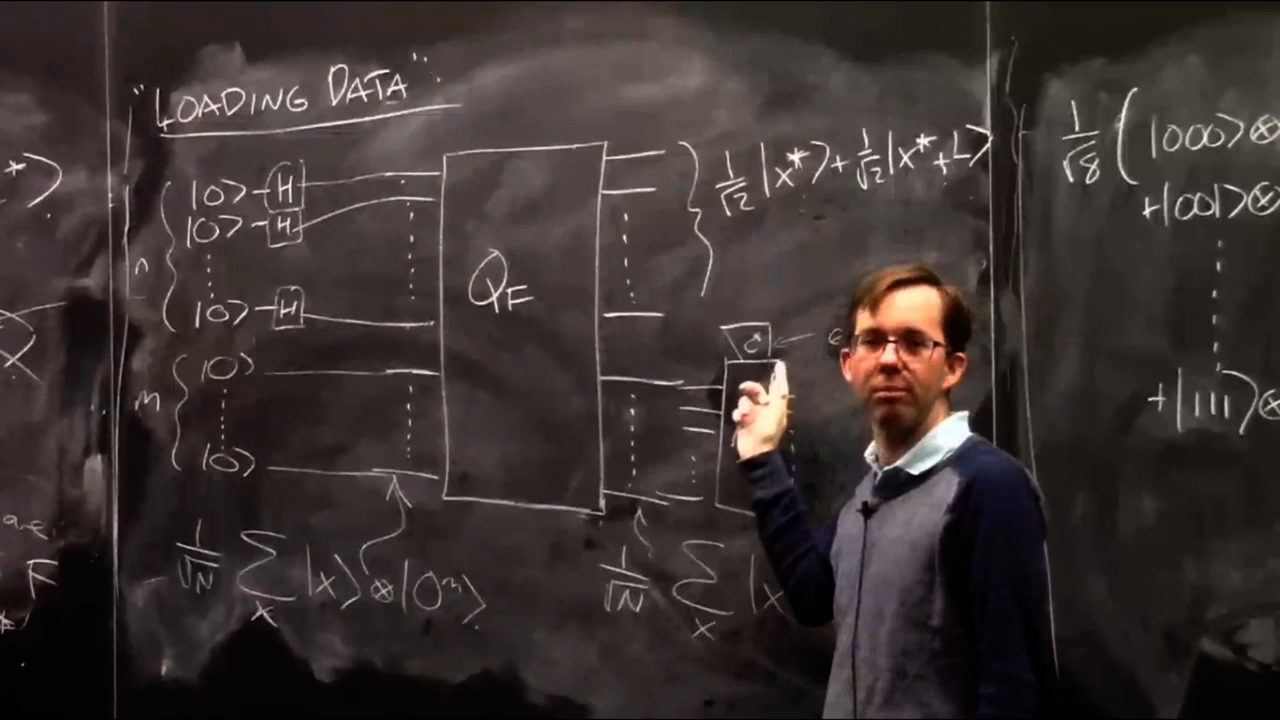 "LOADING DATA":
*⟩
n { |0⟩ -[H]
|0⟩ -[H]
|0⟩ -[H]
m { |0⟩
|0⟩
Q_F
} 1/√2 |x*⟩ + 1/√2 |x* + L⟩
c*
1/√N Σ_x |x⟩ ⊗ |0^m⟩
1/√N Σ_x |x
F
1/√8 ( |000⟩⊗
+|001⟩⊗
+|111⟩⊗